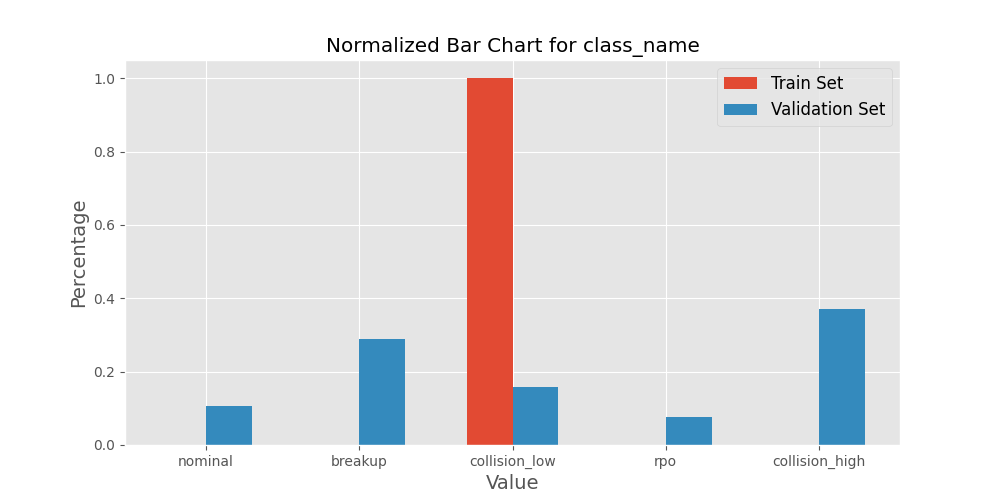 Normalized Bar Chart for class_name
Train Set
Validation Set
Percentage
1.0
0.8
0.6
0.4
0.2
0.0
nominal
breakup
collision_low
rpo
collision_high
Value